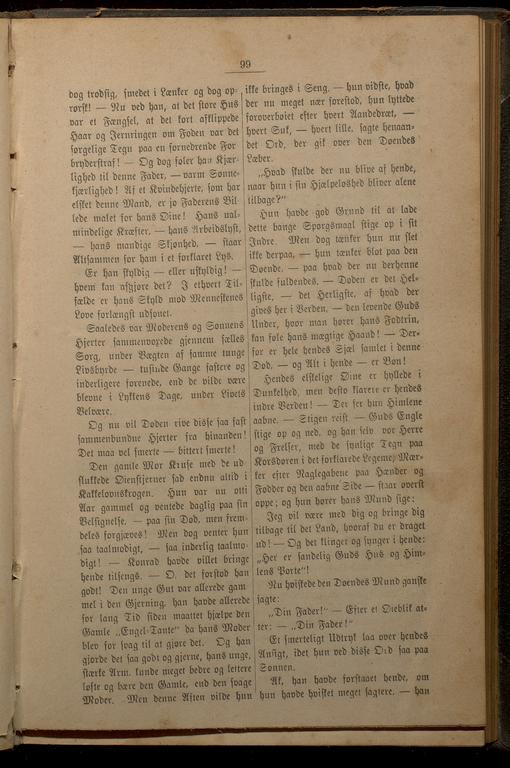 99
dog trodsig, smedet i Lænker og dog op-
rørsk! — Nu ved han, at det store Hus
var et Fængsel, at det kort afklippede
Haar og Jernringen om Foden var det
sørgelige Tegn paa en fornedrende For
bryderstraf! — Og dog føler han Kjær-
lighed til denne Fader, — varm Sønne-
kjærlighed! Af et Kvindehjerte, som har
elsket denne Mand, er jo Faderens Bil
lede malet for hans Øine! Hans ual-
mindelige Kræfter, — hans Arbeidslyst,
— hans mandige Skjønhed, — staar
Altsammen for ham i et forklaret Lys.
Er han skyldig — eller uskyldig! —
hvem kan afgjøre det? I ethvert Til-
fælde er hans Skyld mod Menneskenes
Love forlængst udsonet.
Saaledes var Moderens og Sønnens
Hjerter sammenvoxede gjennem fælles
Sorg, under Vægten af samme tunge
Livsbyrde — tusinde Gange fastere og
inderligere forenede, end de vilde være
blevne i Lykkens Dage, under Livets
Velvære.
Og nu vil Døden rive disse saa fast
sammenbundne Hjerter fra hinanden!
Det maa vel smerte — bittert smerte!
Den gamle Mor Kruse med de ud
slukkede Øienstjerner sad endnu altid i
Kakkelovnskrogen. Hun var nu otti
Aar gammel og ventede daglig paa sin
Velsignelse, — paa sin Død, men frem-
deles forgjæves! Men dog venter hun
saa taalmodigt, — saa inderlig taalmo-
digt! — Konrad havde villet bringe
hende tilsengs. — O, det forstod han
godt! Den unge Gut var allerede gam
mel i den Gjerning, han havde allerede
for lang Tid siden maattet hjælpe den
Gamle „Engel-Tante“ da hans Moder
blev for svag til at gjøre det. Og han
gjorde det saa godt og gjerne, hans unge,
stærke Arm, kunde meget bedre og lettere
løfte og bære den Gamle, end den svage
Moder. Men denne Aften vilde hun
ikke bringes i Seng, — hun vidste, hvad
der nu meget nær forestod, hun lyttede
foroverbøiet efter hvert Aandedræt, —
hvert Suk, — hvert lille, sagte henaan-
det Ord, der gik over den Døendes
Læber.
„Hvad skulde der nu blive af hende,
naar hun i sin Hjælpeløshed bliver alene
tilbage?“
Hun havde god Grund til at lade
dette bange Spørgsmaal stige op i sit
Indre. Men dog tænker hun nu slet
ikke derpaa, — hun tænker blot paa den
Døende, — paa hvad der nu derhenne
skulde fuldendes. — Døden er det Hel-
ligste, — det Herligste, af hvad der
gives her i Verden, — den levende Guds
Under, hvor man hører hans Fodtrin,
kan føle hans mægtige Haand! — Der-
for er hele hendes Sjæl samlet i denne
Død, — og Alt i hende — er Bøn!
Hendes elskelige Øine er hyllede i
Dunkelhed, men desto klarere er hendes
indre Verden! — Der ser hun Himlene
aabne. — Stigen reist. — Guds Engle
stige op og ned, og han selv vor Herre
og Frelser, med de synlige Tegn paa
Korsdøden i det forklarede Legeme, Mær-
ker efter Naglegabene paa Hænder og
Fødder og den aabne Side — staar øverst
oppe; og hun hører hans Mund sige:
Jeg vil være med dig og bringe dig
tilbage til det Land, hvoraf du er draget
ud! — Og det klinger og synger i hende:
„Her er sandelig Guds Hus og Him-
lens Porte“!
Nu hviskede den Døendes Mund ganske
sagte:
„Din Fader!“ — Efter et Øieblik at-
ter: — „Din Fader!“
Et smerteligt Udtryk laa over hendes
Ansigt, idet hun ved disse Ord saa paa
Sønnen.
Ak, han havde forstaaet hende, om
hun havde hvisket meget sagtere, — han